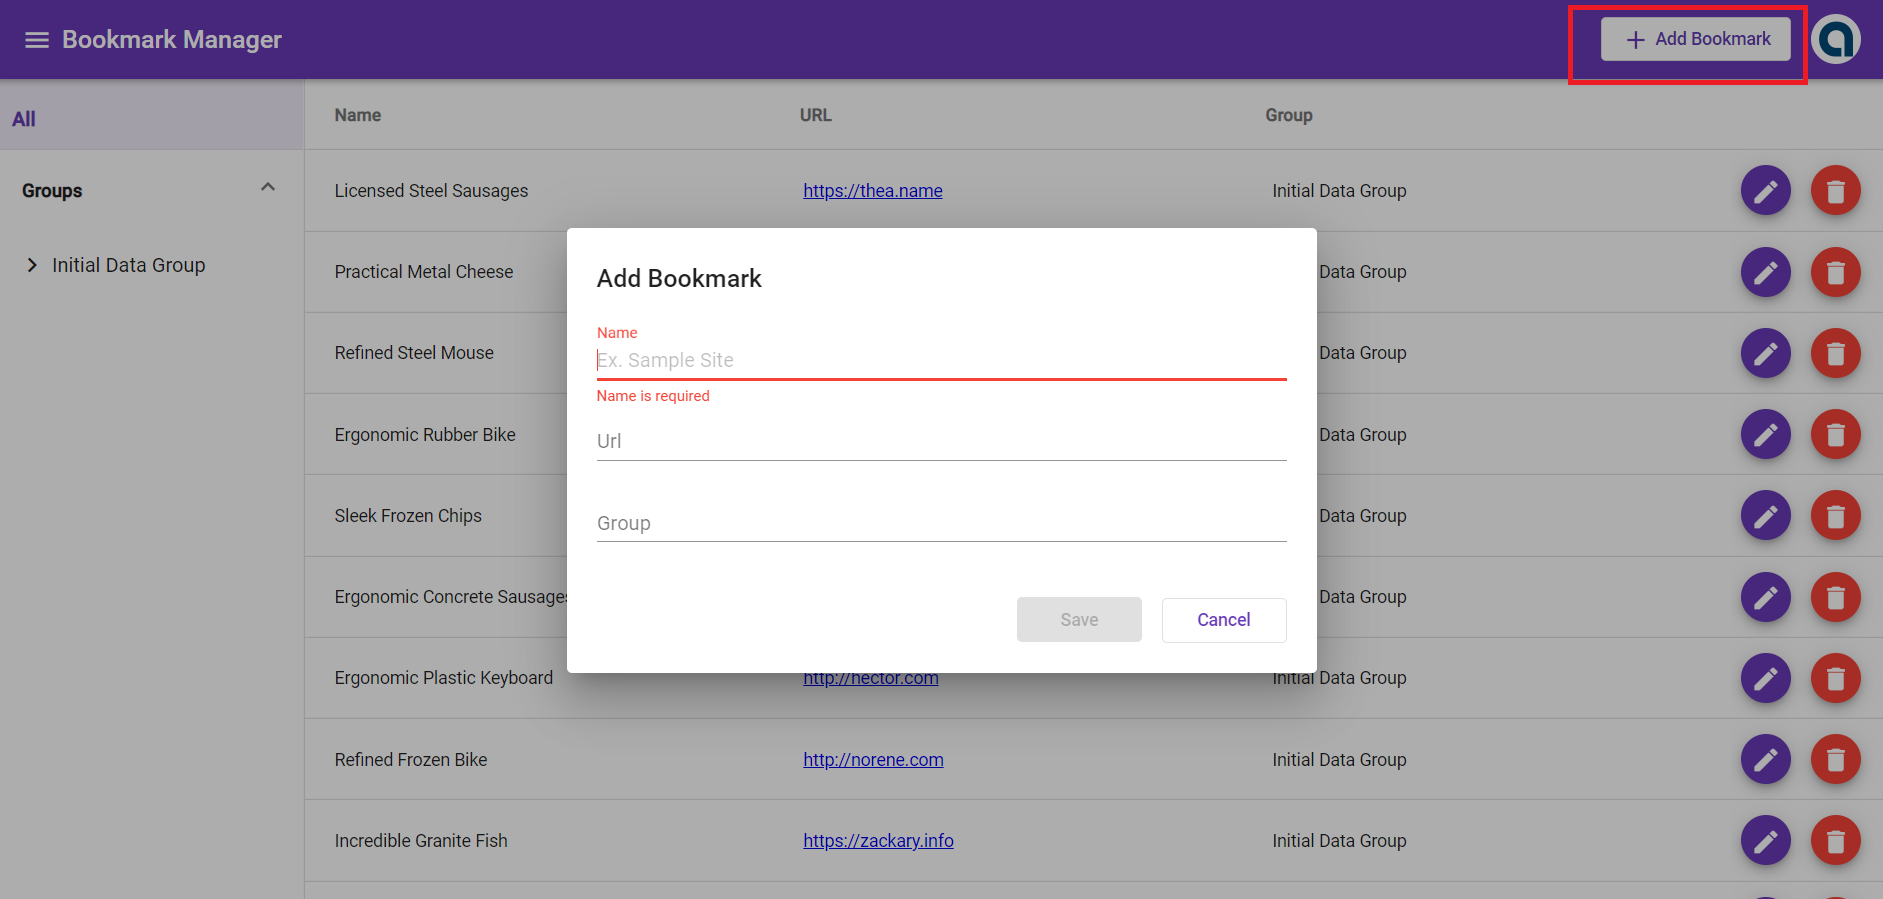 Bookmark Manager
Add Bookmark
All
Name URL Group
Groups
Licensed Steel Sausages https://thea.name Initial Data Group
Initial Data Group
Practical Metal Cheese Data Group
Refined Steel Mouse Data Group
Ergonomic Rubber Bike Data Group
Sleek Frozen Chips Data Group
Ergonomic Concrete Sausages Data Group
Ergonomic Plastic Keyboard http://hector.com Initial Data Group
Refined Frozen Bike http://norene.com Initial Data Group
Incredible Granite Fish https://zackary.info Initial Data Group
Add Bookmark
Name
Ex. Sample Site
Name is required
Url
Group
Save Cancel